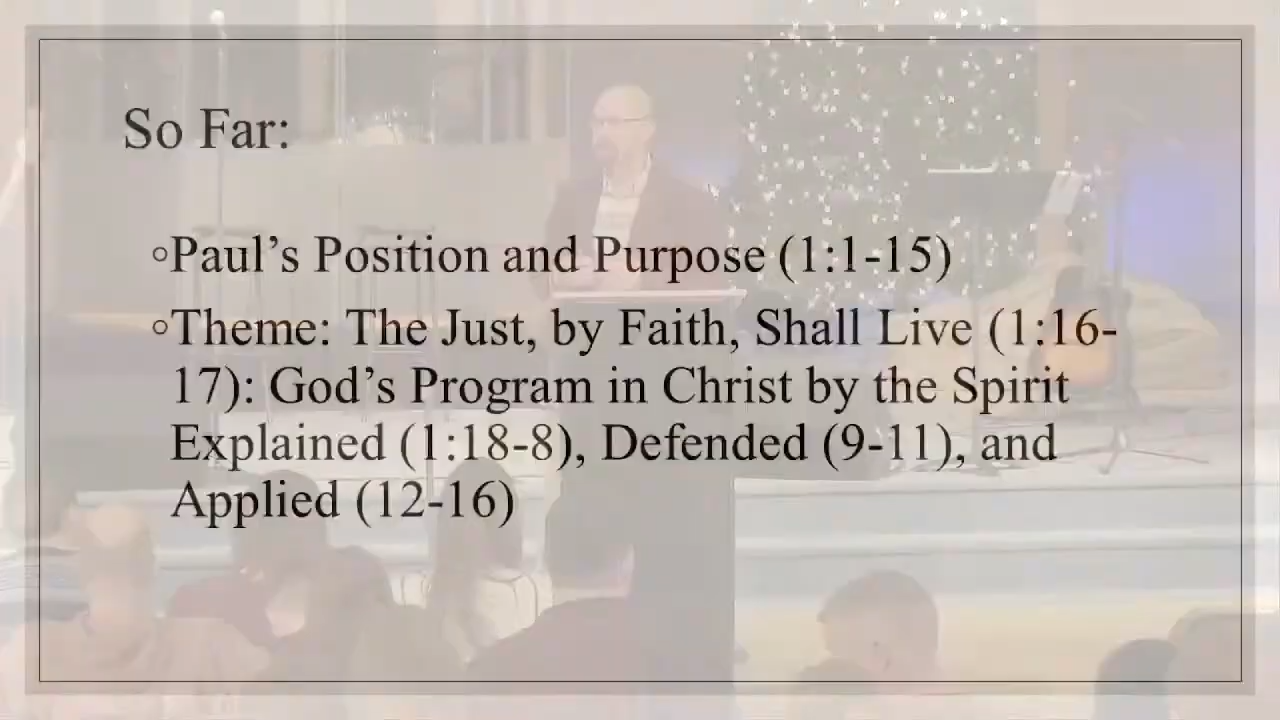 So Far:
◦Paul’s Position and Purpose (1:1-15)
◦Theme: The Just, by Faith, Shall Live (1:16-
17): God’s Program in Christ by the Spirit
Explained (1:18-8), Defended (9-11), and
Applied (12-16)